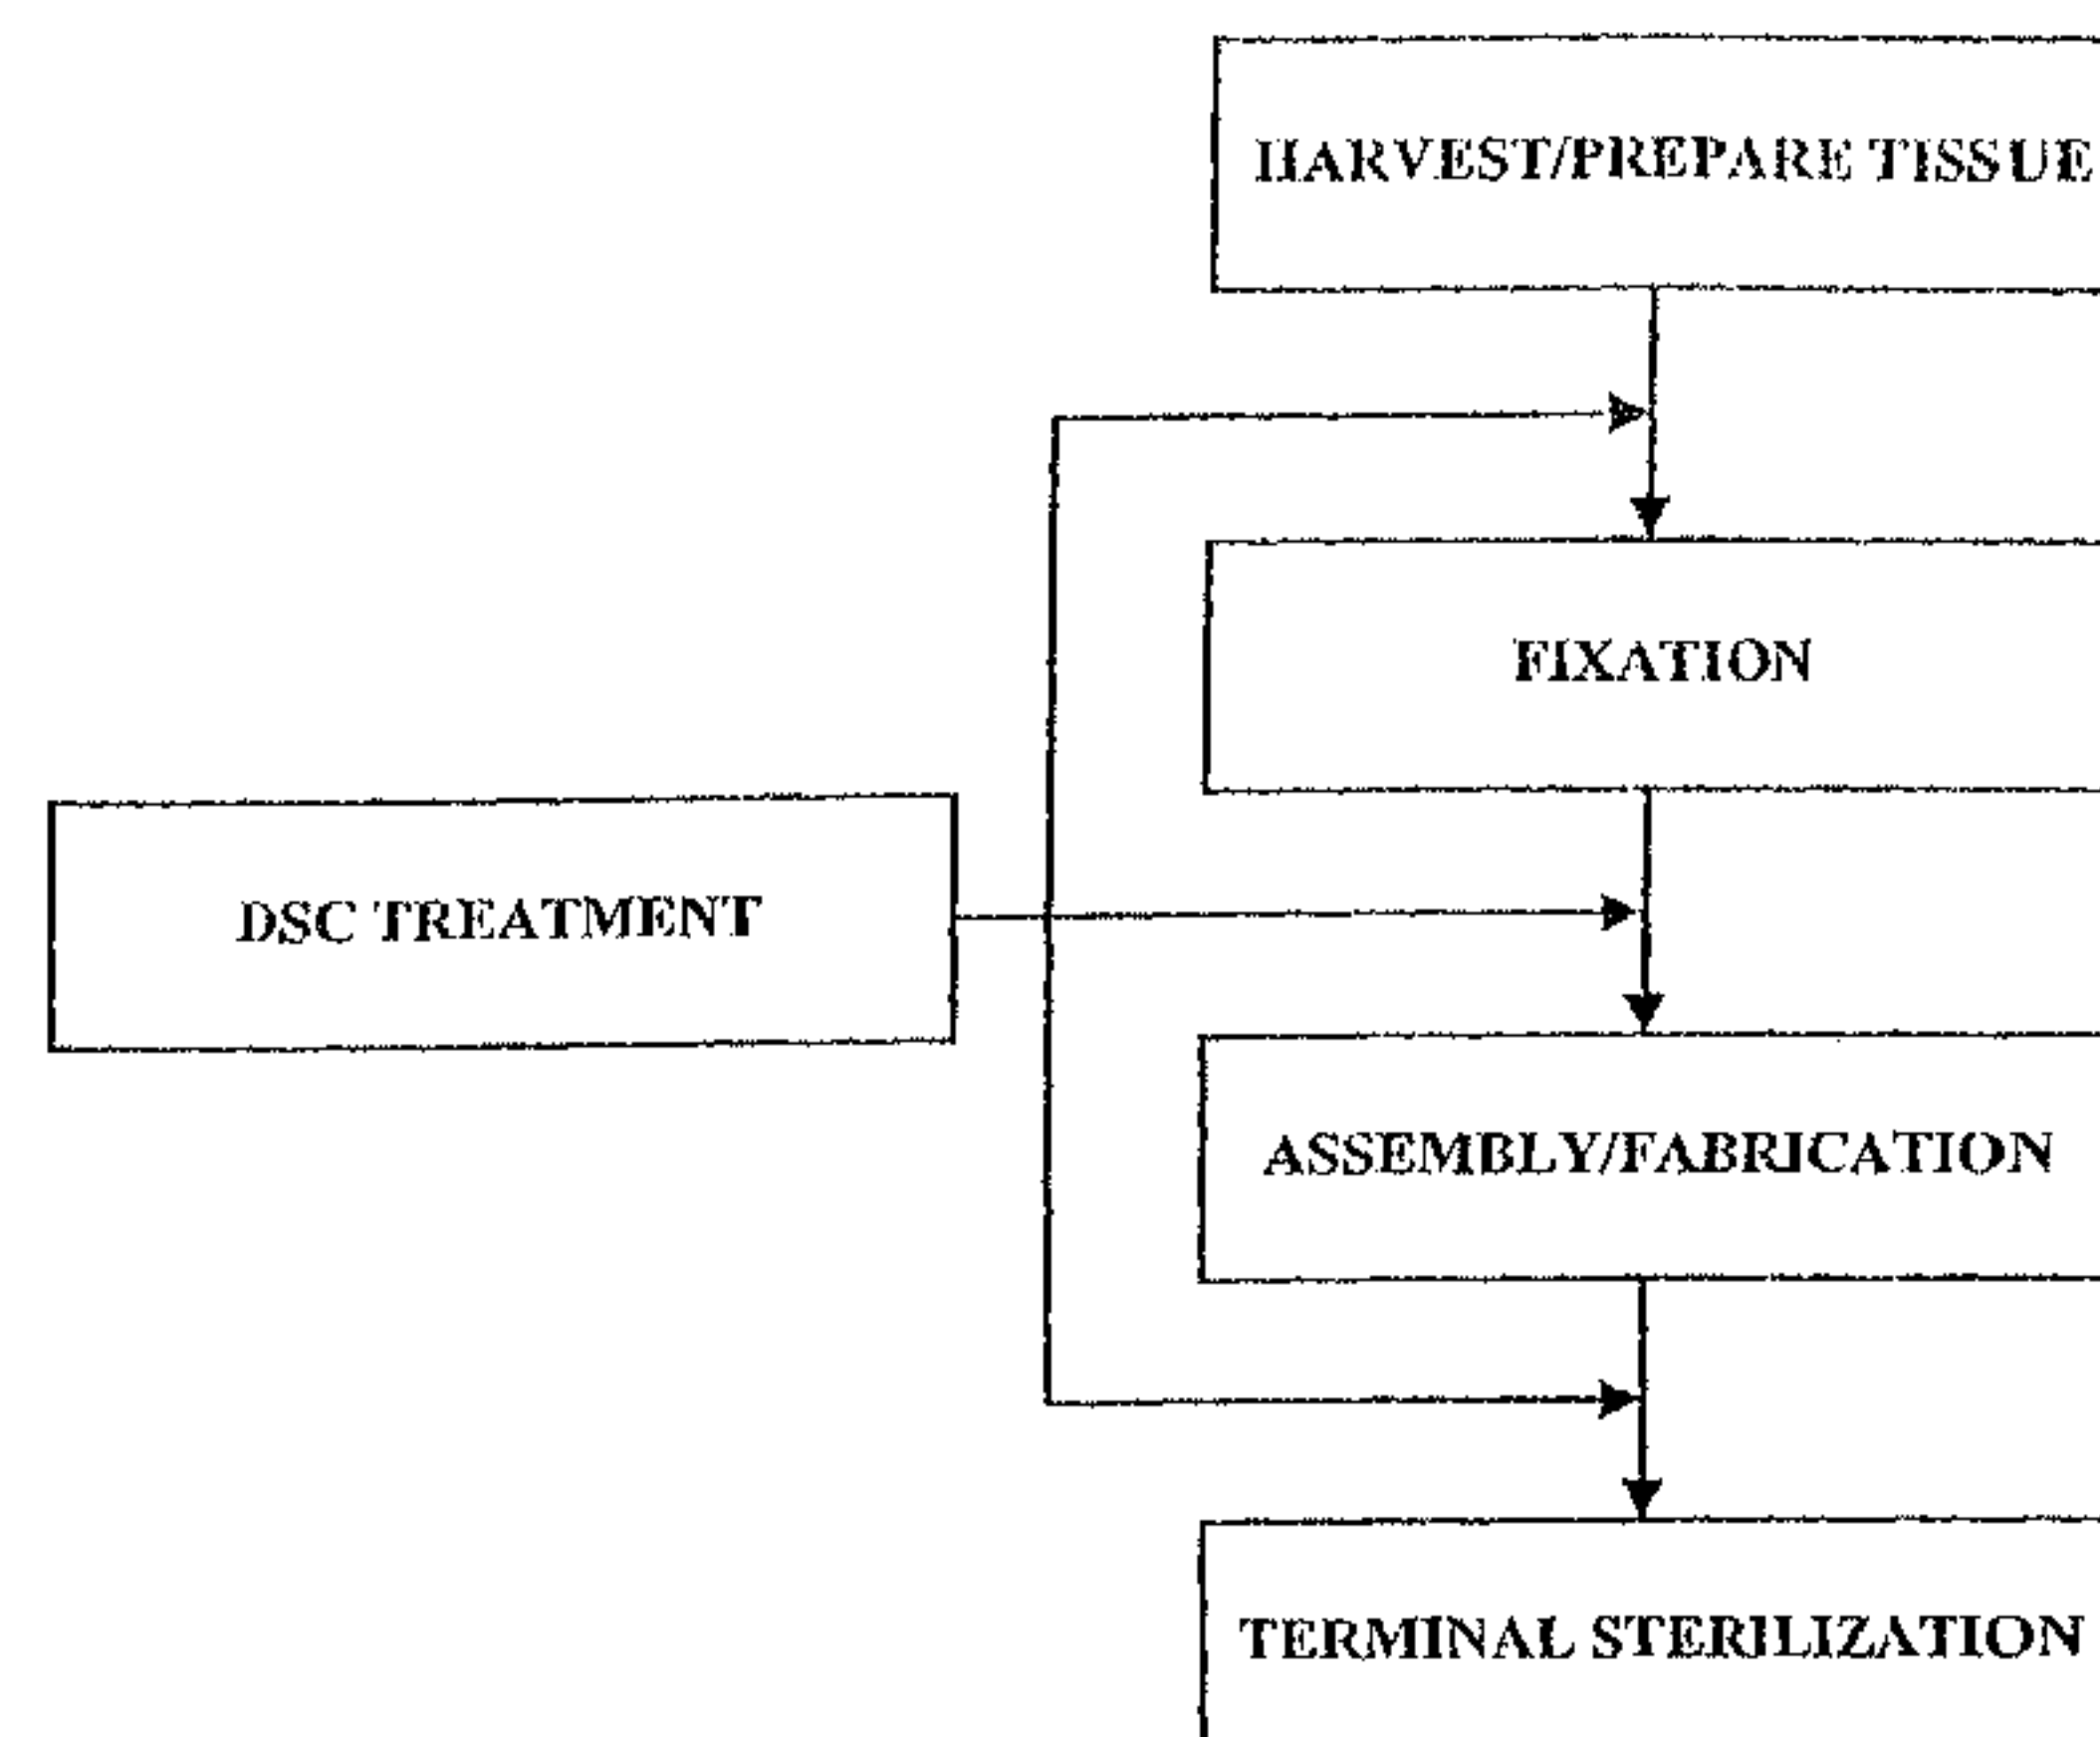 HARVEST/PREPARE TISSUE
FIXATION
DSC TREATMENT
ASSEMBLY/FABRICATION
TERMINAL STERILIZATION